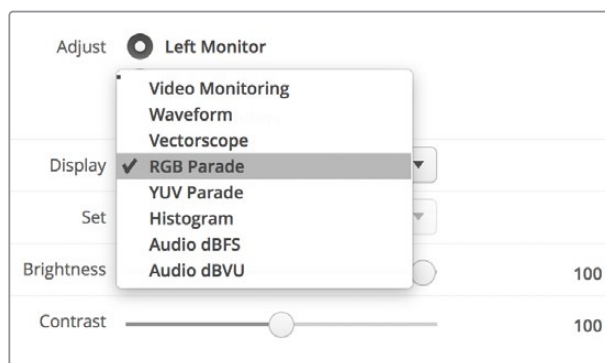 Adjust Left Monitor
Video Monitoring
Waveform
Vectorscope
Display ✓ RGB Parade
YUV Parade
Set Histogram
Audio dBFS
Brightness Audio dBVU 100
Contrast 100